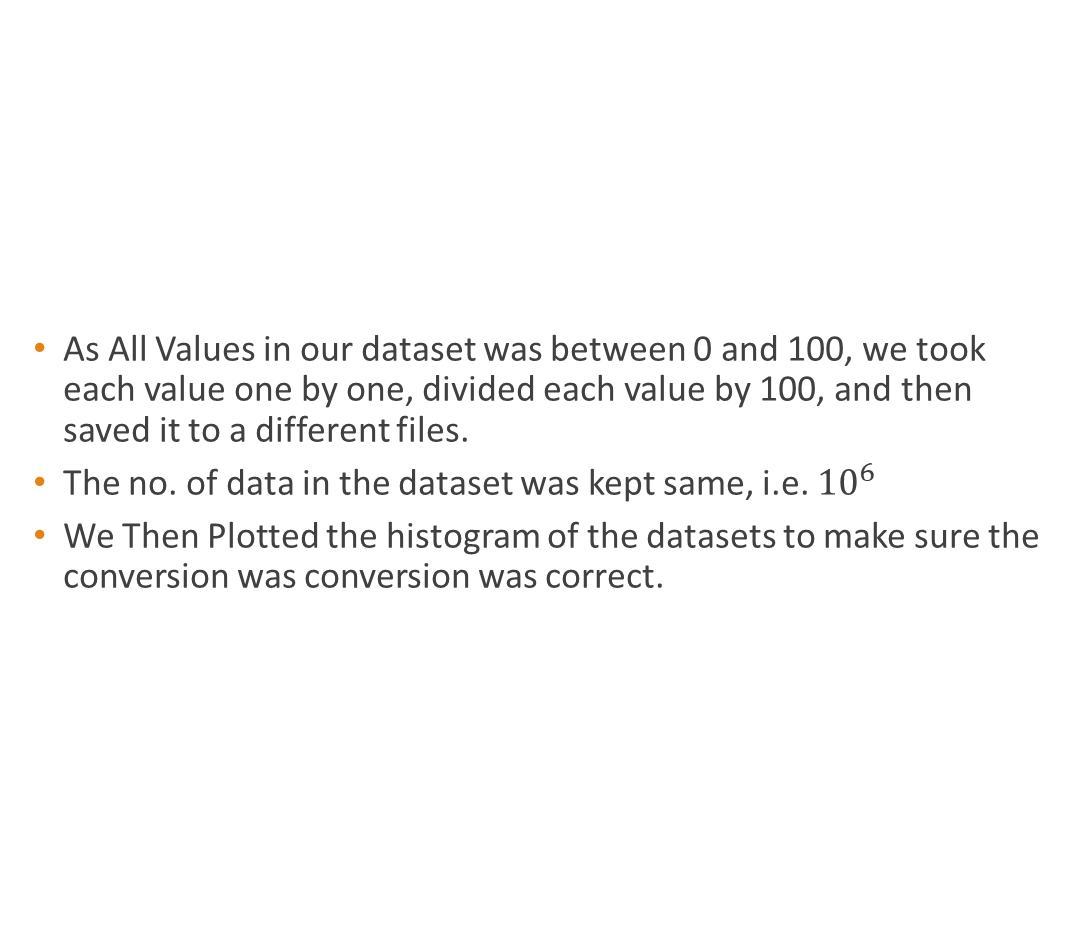 • As All Values in our dataset was between 0 and 100, we took
each value one by one, divided each value by 100, and then
saved it to a different files.
• The no. of data in the dataset was kept same, i.e. 10⁶
• We Then Plotted the histogram of the datasets to make sure the
conversion was conversion was correct.